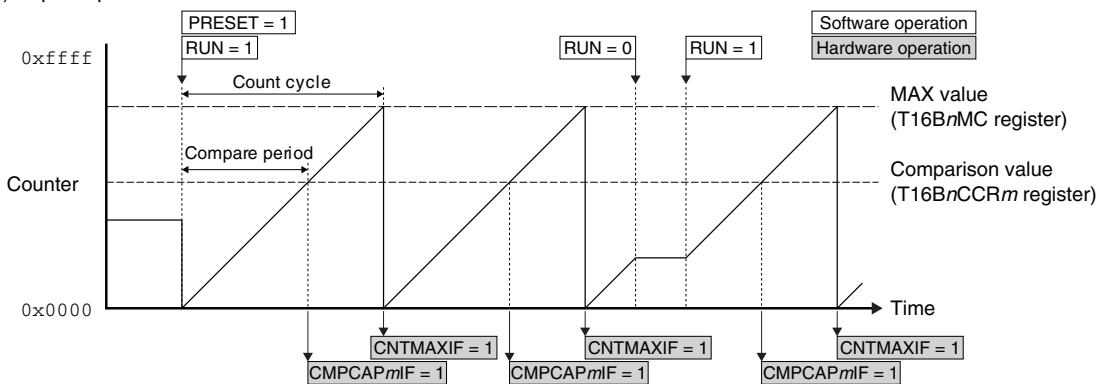 PRESET = 1
Software operation
RUN = 1
RUN = 0
RUN = 1
Hardware operation
0xffff
Count cycle
MAX value
(T16BnMC register)
Compare period
Comparison value
(T16BnCCRm register)
Counter
0x0000
Time
CNTMAXIF = 1
CNTMAXIF = 1
CNTMAXIF = 1
CMPCAPmIF = 1
CMPCAPmIF = 1
CMPCAPmIF = 1